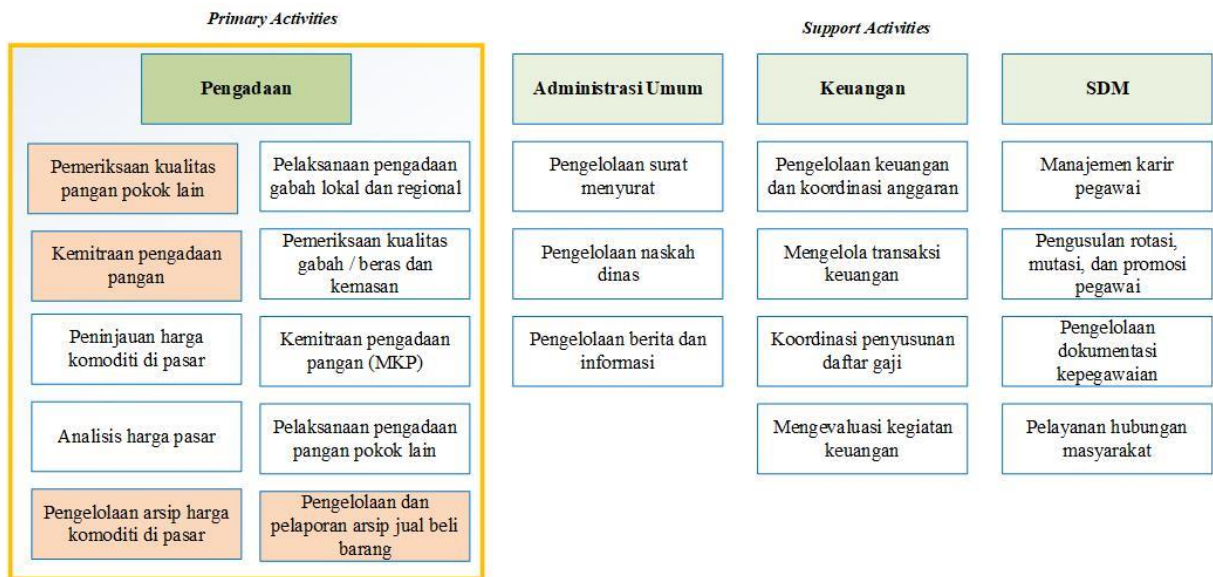 Primary Activities
Support Activities
Pengadaan
Administrasi Umum
Keuangan
SDM
Pemeriksaan kualitas
pangan pokok lain
Pelaksanaan pengadaan
gabah lokal dan regional
Pengelolaan surat
menyurat
Pengelolaan keuangan
dan koordinasi anggaran
Manajemen karir
pegawai
Kemitraan pengadaan
pangan
Pemeriksaan kualitas
gabah / beras dan
kemasan
Pengelolaan naskah
dinas
Mengelola transaksi
keuangan
Pengusulan rotasi,
mutasi, dan promosi
pegawai
Peninjauan harga
komoditi di pasar
Kemitraan pengadaan
pangan (MKP)
Pengelolaan berita dan
informasi
Koordinasi penyusunan
daftar gaji
Pengelolaan
dokumentasi
kepegawaian
Analisis harga pasar
Pelaksanaan pengadaan
pangan pokok lain
Mengevaluasi kegiatan
keuangan
Pelayanan hubungan
masyarakat
Pengelolaan arsip harga
komoditi di pasar
Pengelolaan dan
pelaporan arsip jual beli
barang